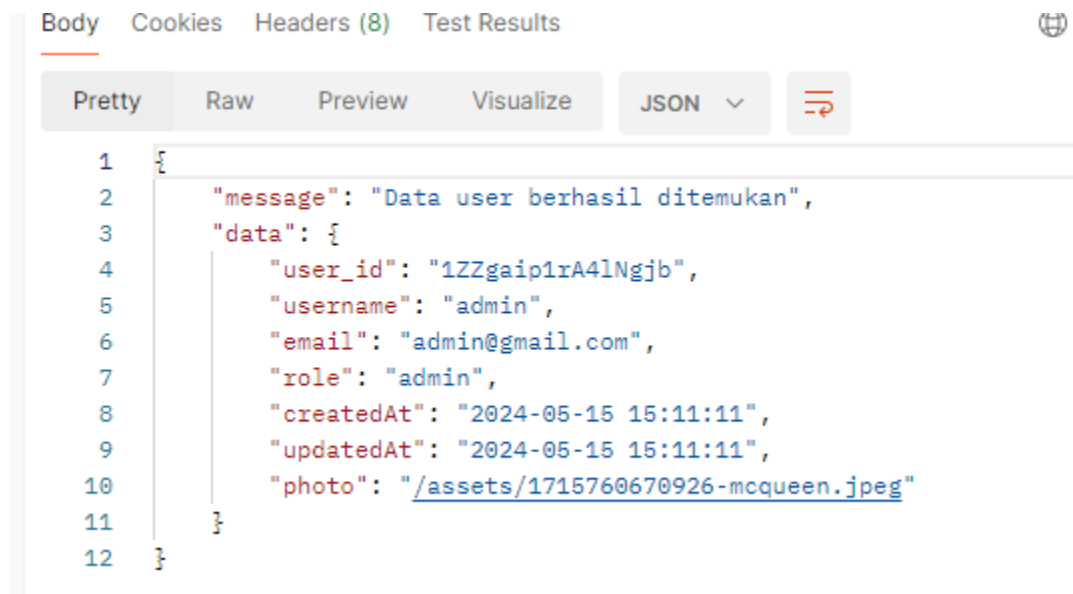 Body Cookies Headers (8) Test Results
Pretty Raw Preview Visualize JSON
1 {
2 "message": "Data user berhasil ditemukan",
3 "data": {
4 "user_id": "1ZZgaip1rA4lNgjb",
5 "username": "admin",
6 "email": "admin@gmail.com",
7 "role": "admin",
8 "createdAt": "2024-05-15 15:11:11",
9 "updatedAt": "2024-05-15 15:11:11",
10 "photo": "/assets/1715760670926-mcqueen.jpeg"
11 }
12 }